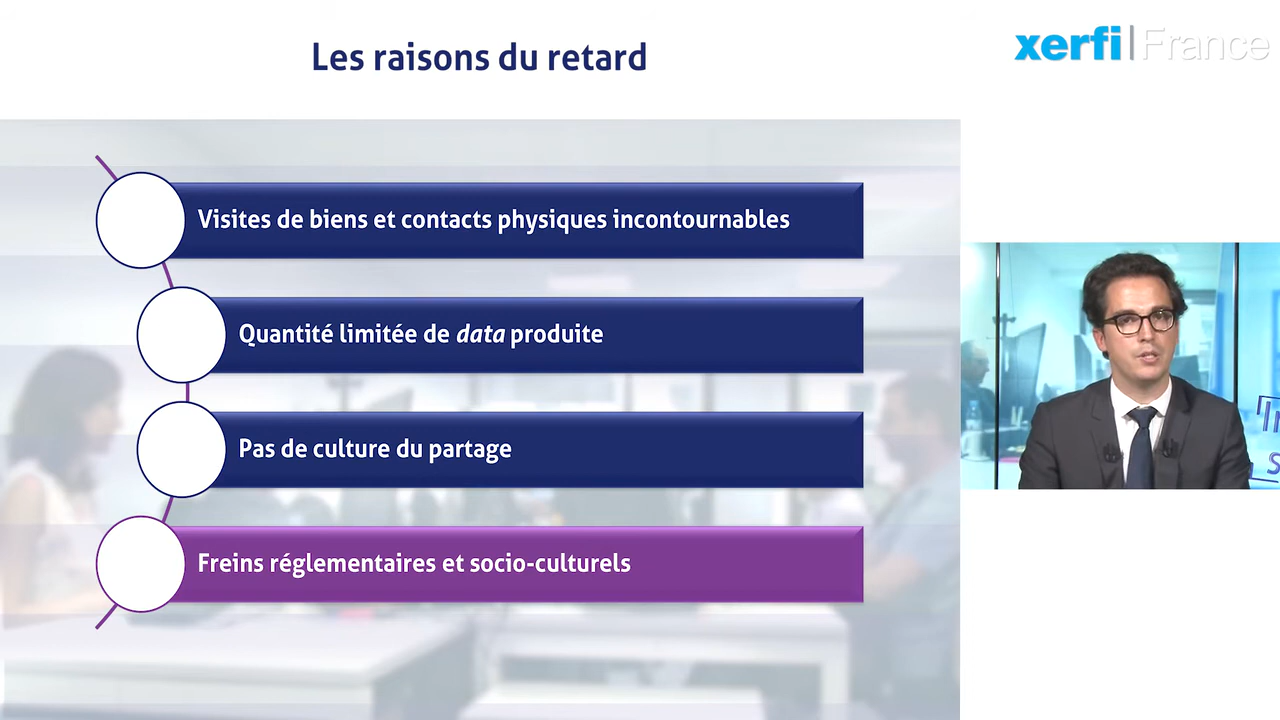 Les raisons du retard
xerfi France
Visites de biens et contacts physiques incontournables
Quantité limitée de data produite
Pas de culture du partage
Freins réglementaires et socio-culturels